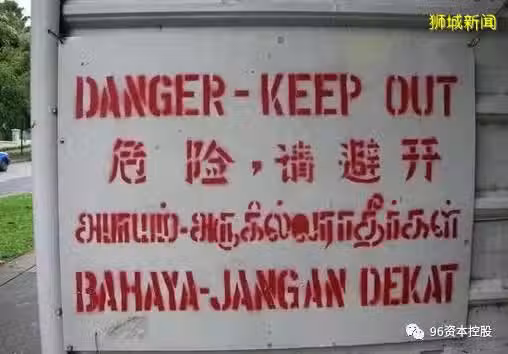 狮城新闻
DANGER - KEEP OUT
危险，请避开
அபாயம்-அருகில்வராதீர்கள்
BAHAYA-JANGAN DEKAT
96资本控股